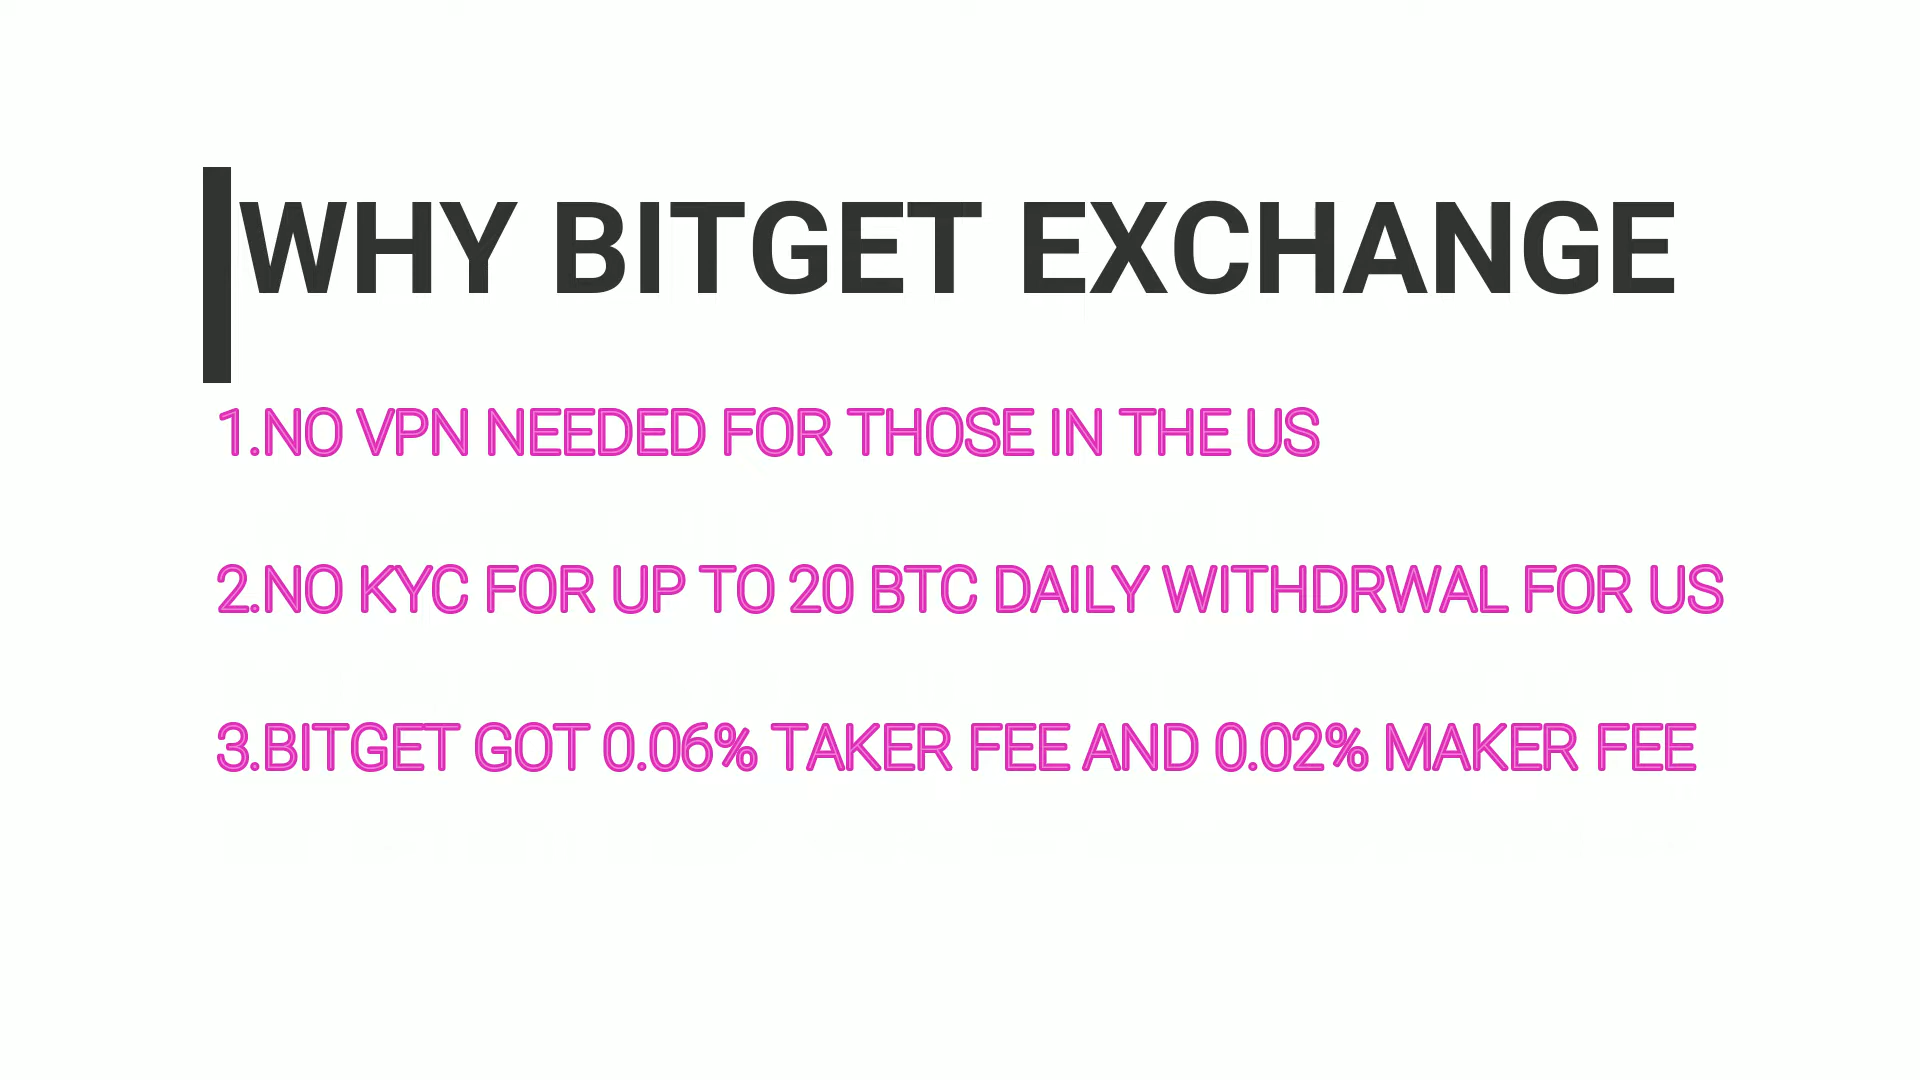 WHY BITGET EXCHANGE
1.NO VPN NEEDED FOR THOSE IN THE US
2.NO KYC FOR UP TO 20 BTC DAILY WITHDRWAL FOR US
3.BITGET GOT 0.06% TAKER FEE AND 0.02% MAKER FEE